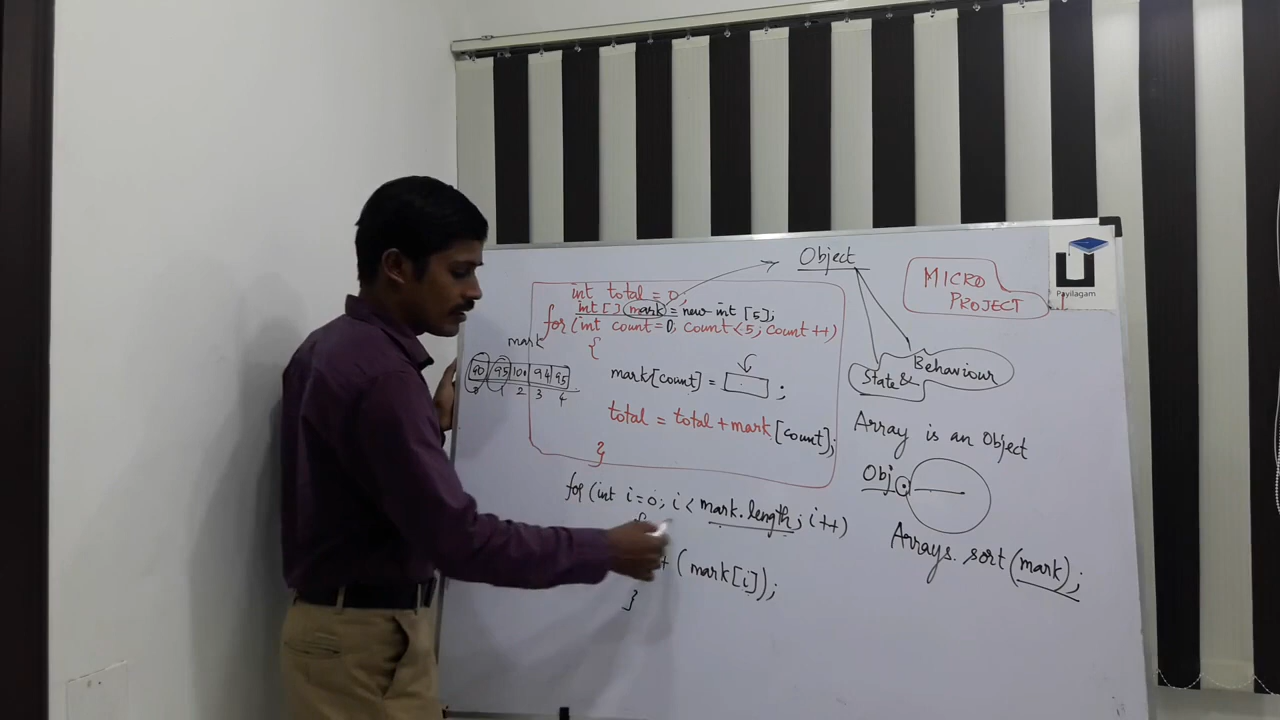 Object
MICRO
PROJECT
Payilagam
int total = 0;
int[] mark = new int [5];
for (int count=0; count<5; count++)
{
mark
90 95 100 94 95
1 2 3 4
mark[count] = ;
total = total + mark [count];
}
State &
Behaviour
Array is an Object
Obj
for (int i=0; i < mark.length; i++)
(mark[i]);
}
Arrays. sort (mark);